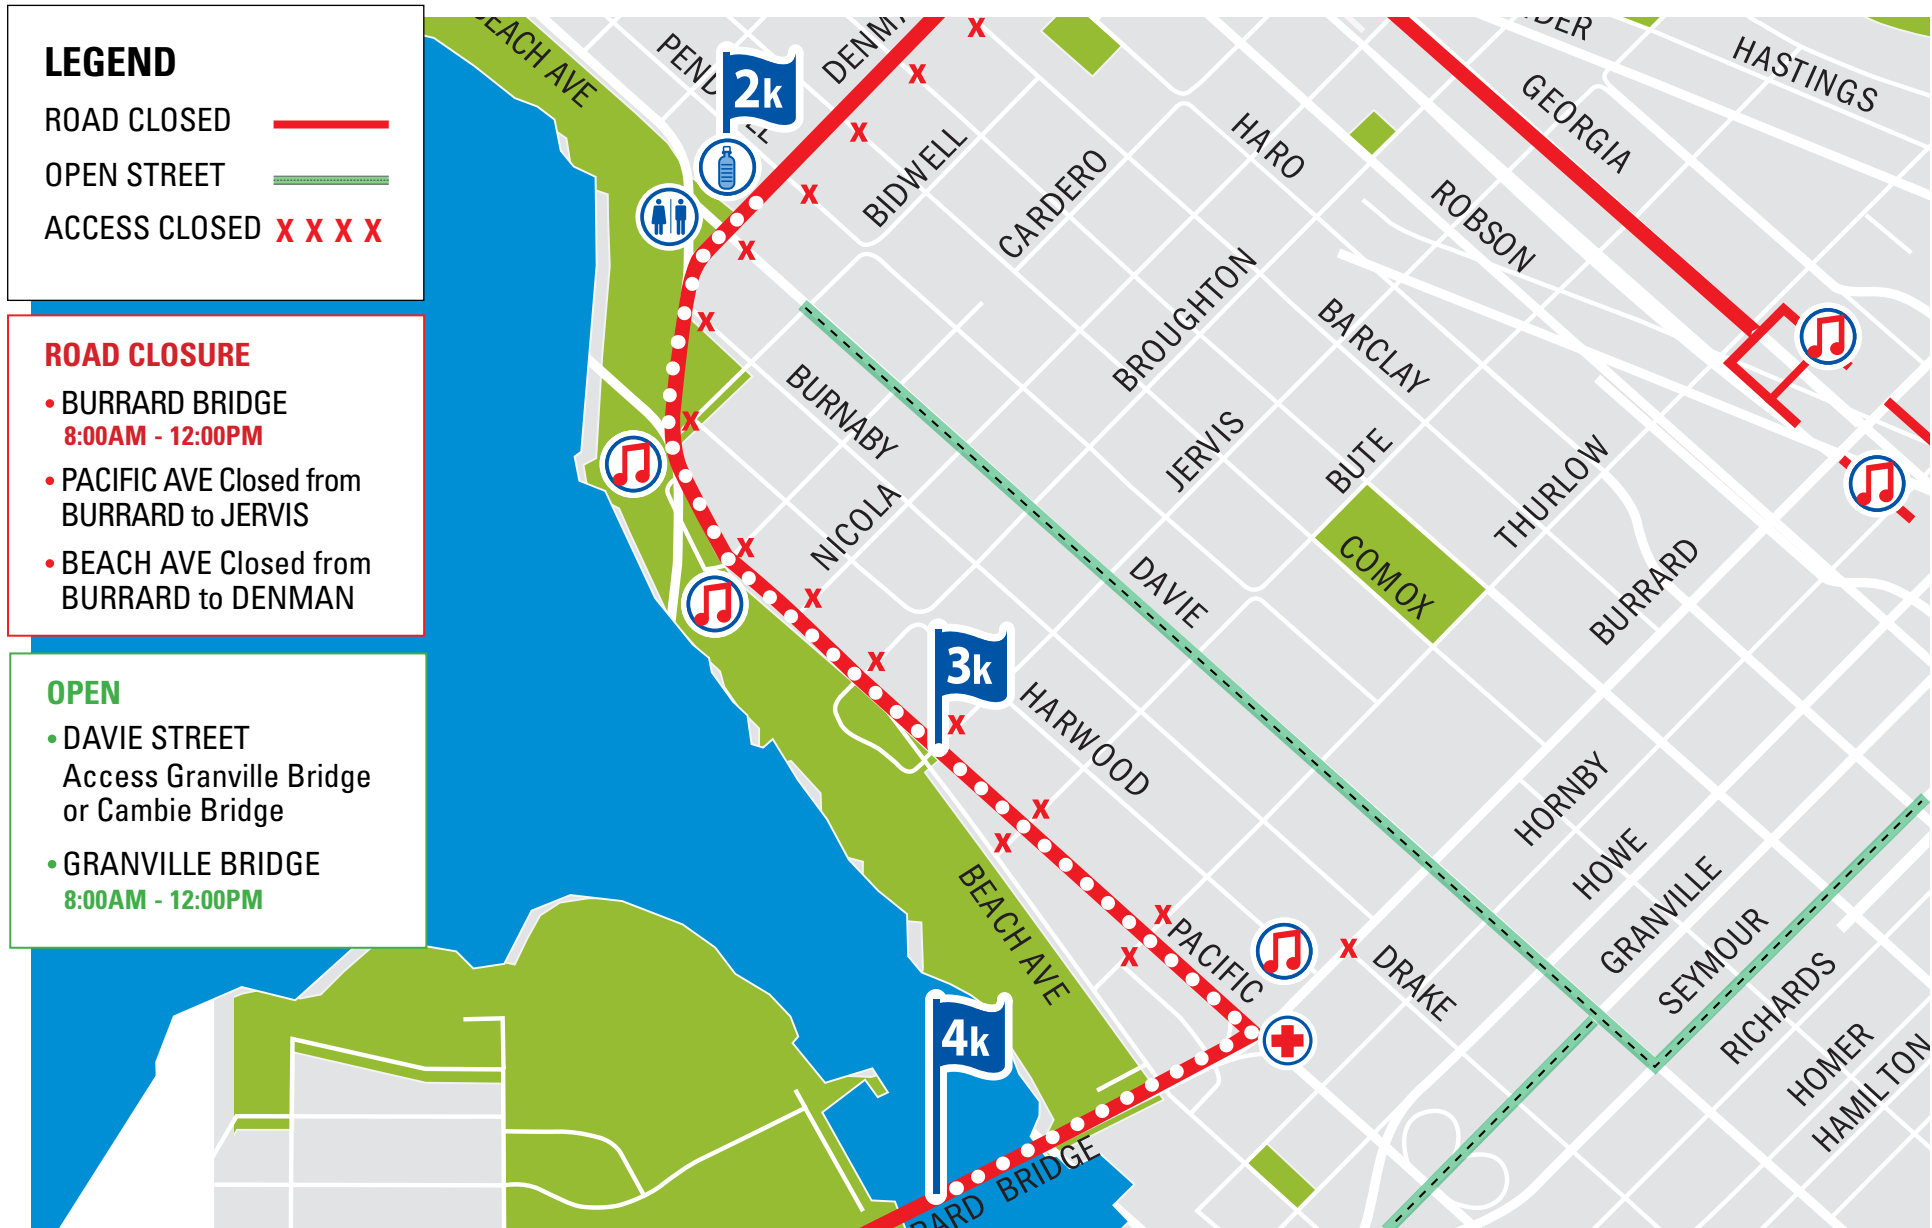 LEGEND
ROAD CLOSED
OPEN STREET
ACCESS CLOSED X X X X
ROAD CLOSURE
• BURRARD BRIDGE
8:00AM - 12:00PM
• PACIFIC AVE Closed from
BURRARD to JERVIS
• BEACH AVE Closed from
BURRARD to DENMAN
OPEN
• DAVIE STREET
Access Granville Bridge
or Cambie Bridge
• GRANVILLE BRIDGE
8:00AM - 12:00PM
BEACH AVE
2k
BIDWELL
CARDERO
HARO
GEORGIA
HASTINGS
ROBSON
BROUGHTON
BARCLAY
BURNABY
NICOLA
JERVIS
BUTE
COMOX
THURLOW
BURRARD
DAVIE
3k
HARWOOD
HORNBY
HOWE
GRANVILLE
SEYMOUR
RICHARDS
HOMER
HAMILTON
BEACH AVE
PACIFIC
DRAKE
4k
BRIDGE